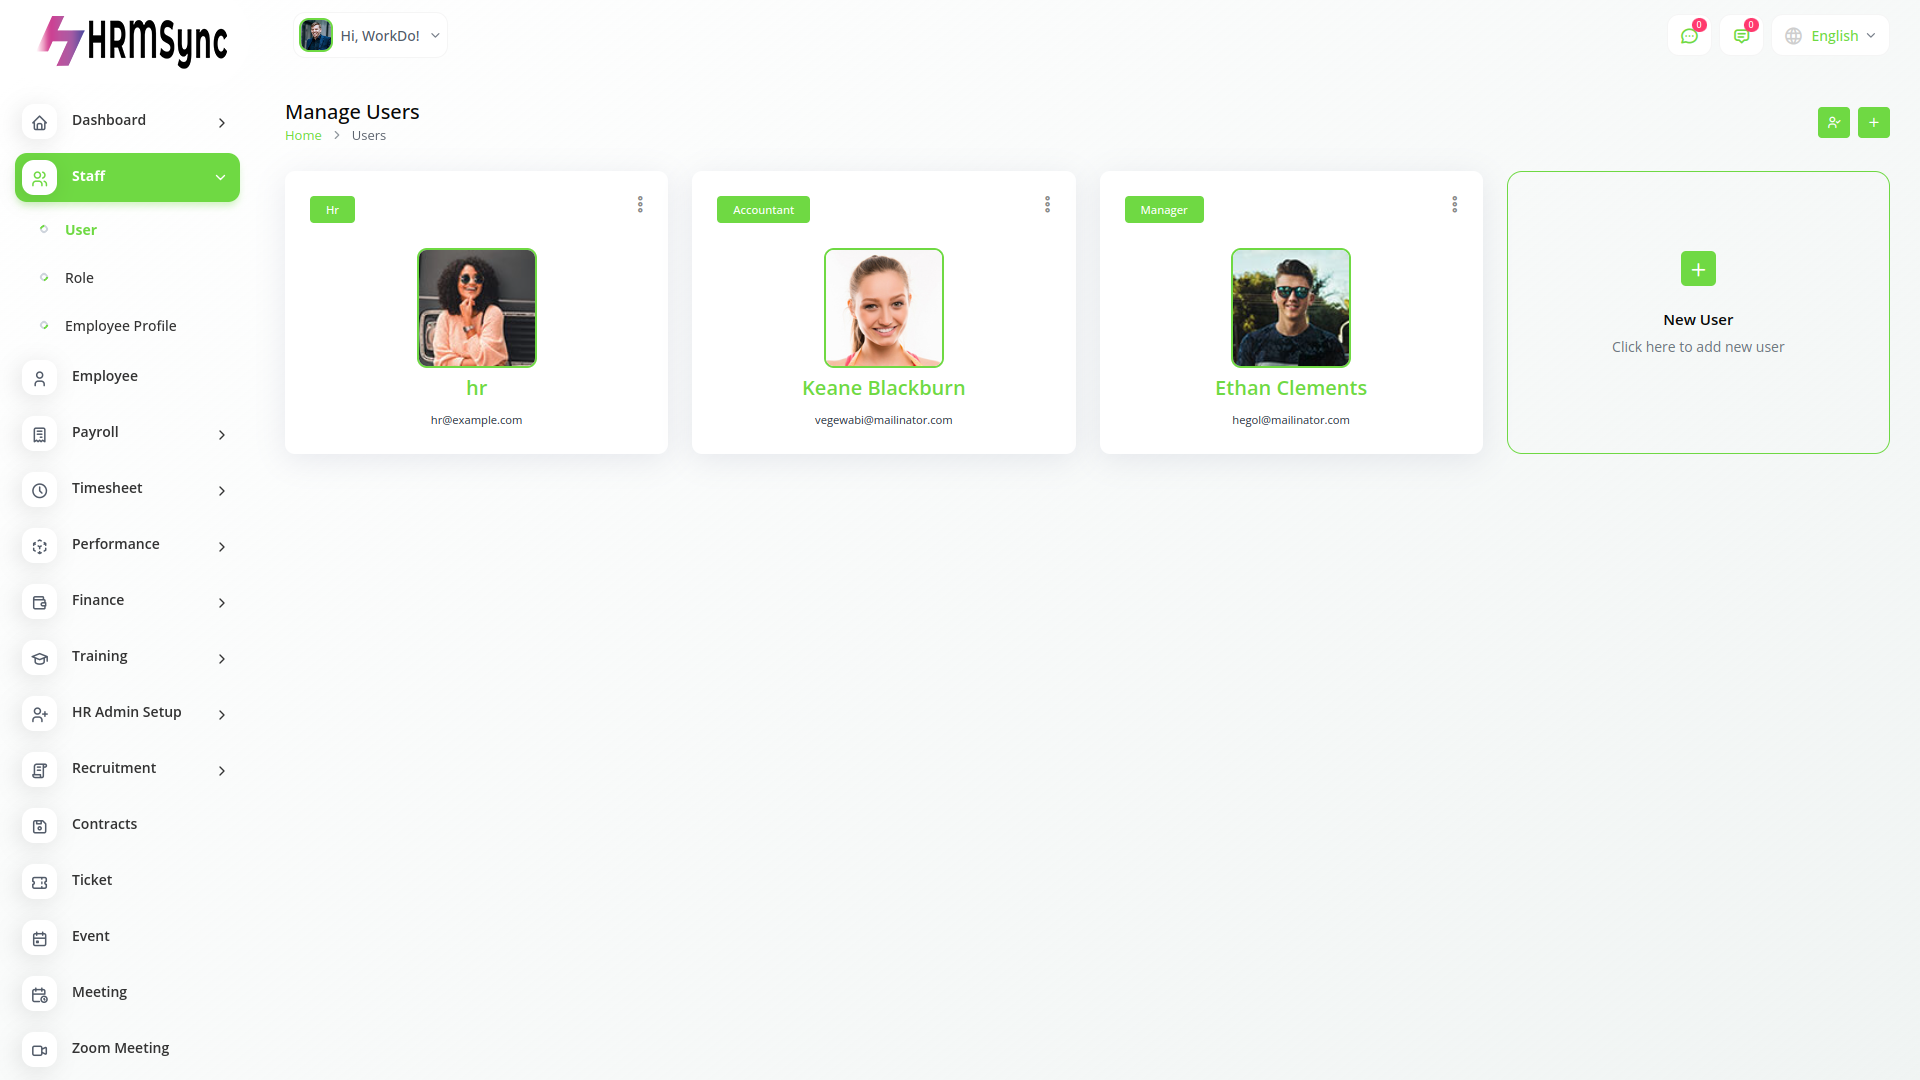 HRMSync
Hi, WorkDo!
0
0
English
Dashboard
Staff
User
Role
Employee Profile
Employee
Payroll
Timesheet
Performance
Finance
Training
HR Admin Setup
Recruitment
Contracts
Ticket
Event
Meeting
Zoom Meeting
Manage Users
Home > Users
Hr
hr
hr@example.com
Accountant
Keane Blackburn
vegewabi@mailinator.com
Manager
Ethan Clements
hegol@mailinator.com
New User
Click here to add new user